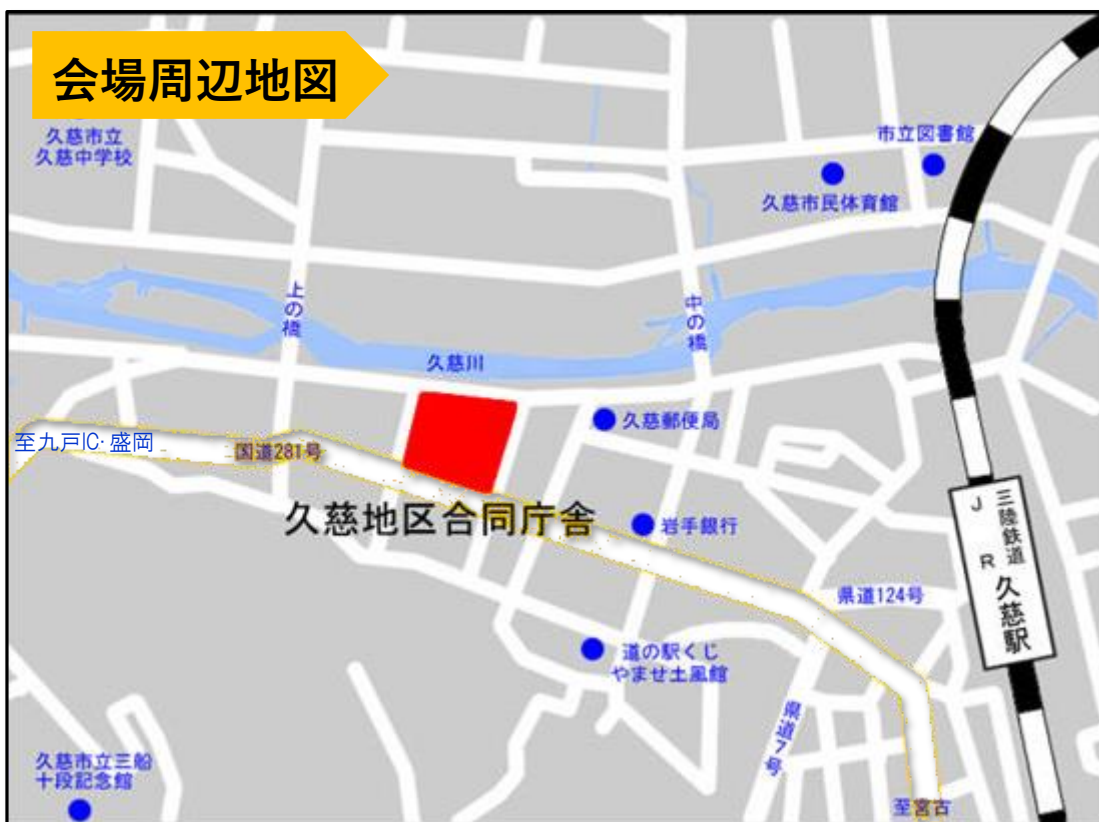 会場周辺地図
久慈市立
久慈中学校
市立図書館
久慈市民体育館
上の橋
中の橋
久慈川
久慈郵便局
至九戸IC・盛岡
国道281号
久慈地区合同庁舎
岩手銀行
三陸鉄道
JR
久慈駅
県道124号
道の駅くじ
やませ土風館
県道7号
久慈市立三船
十段記念館
至宮古